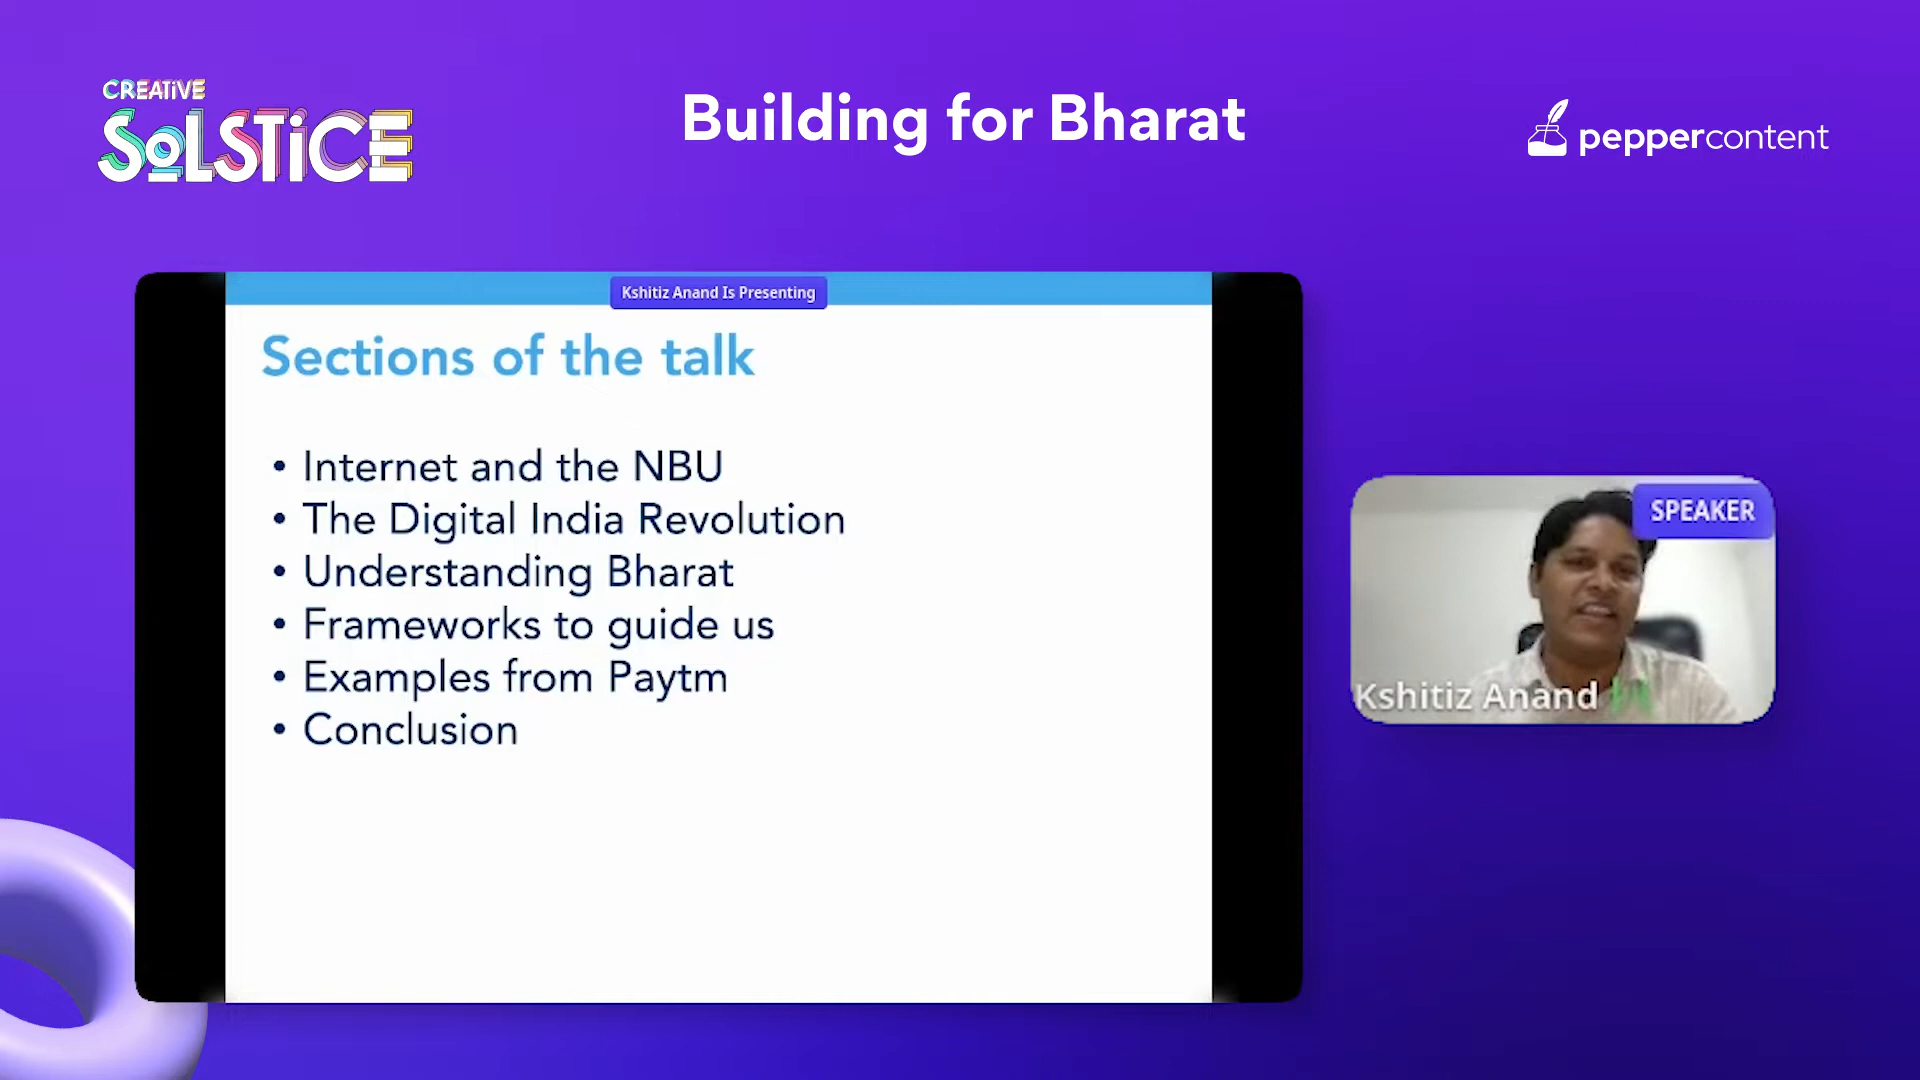 CREATiVE
SoLSTiCE
Building for Bharat
peppercontent
Kshitiz Anand Is Presenting
Sections of the talk
• Internet and the NBU
• The Digital India Revolution
• Understanding Bharat
• Frameworks to guide us
• Examples from Paytm
• Conclusion
SPEAKER
Kshitiz Anand